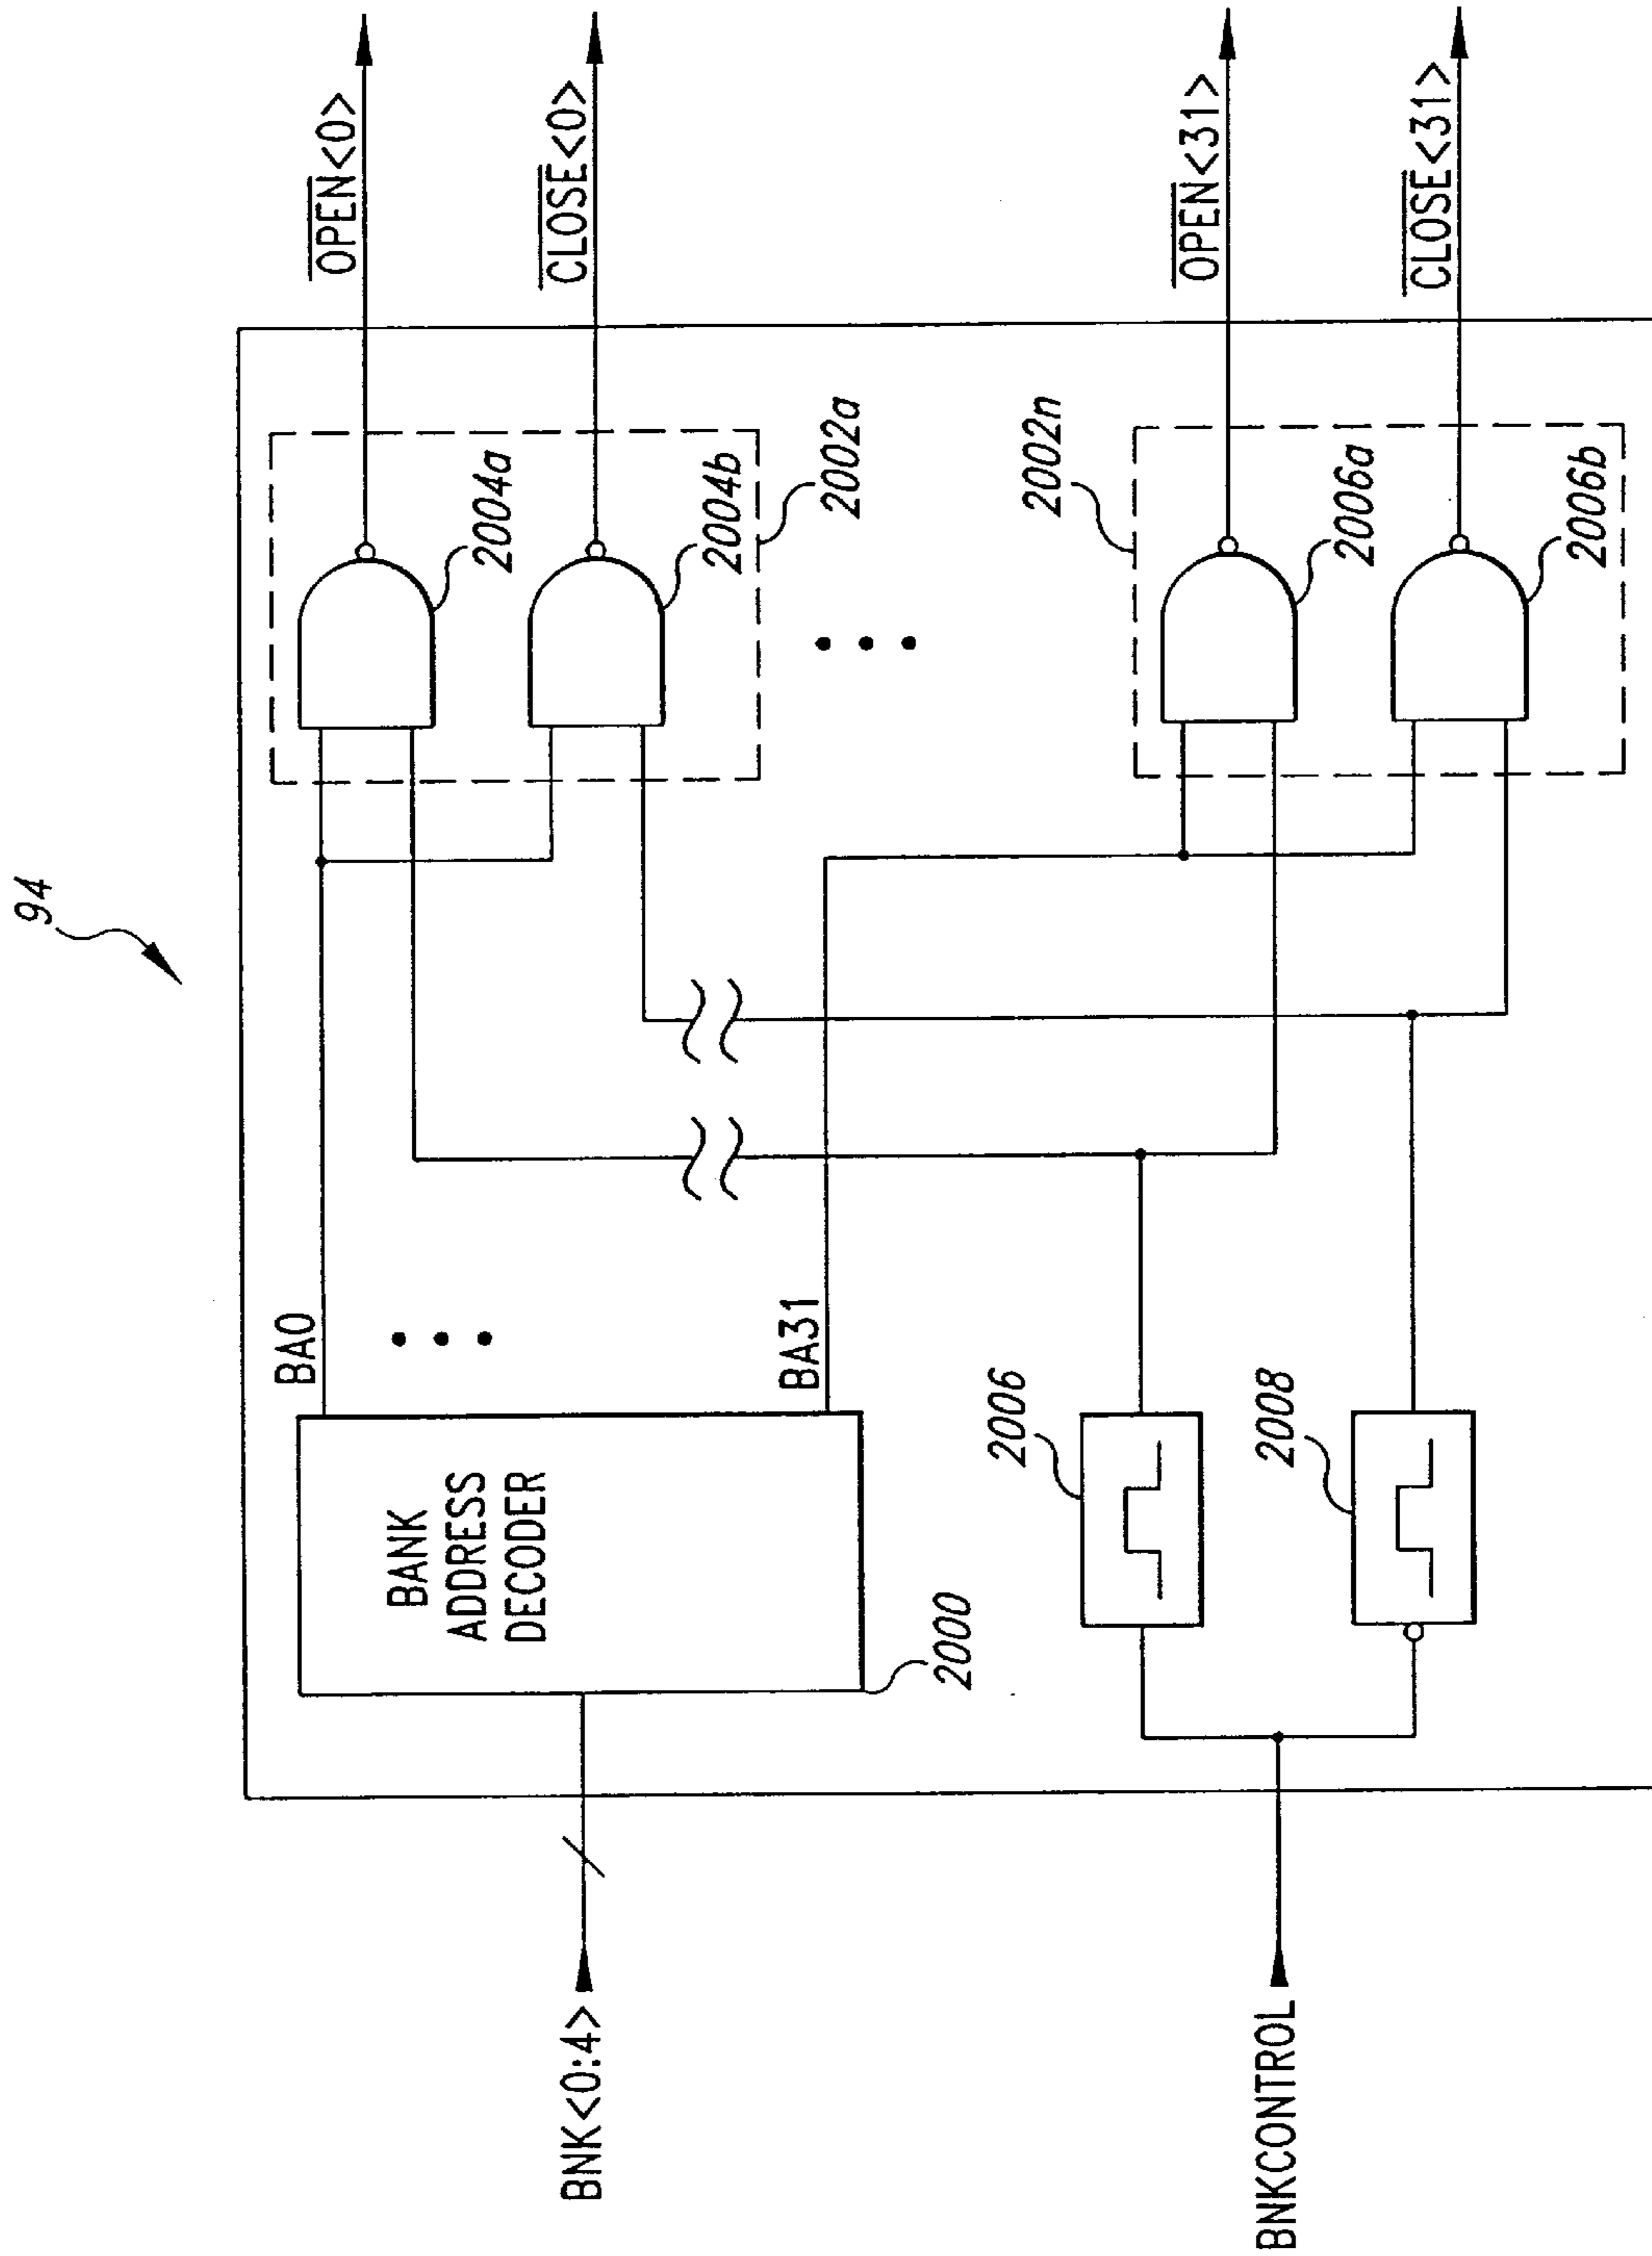 94
BNK<0:4>
BANK
ADDRESS
DECODER
2000
BA0
BA31
BNKCONTROL
2006
2008
2004a
2004b
2002a
2002n
2006a
2006b
OPEN<0>
CLOSE<0>
OPEN<31>
CLOSE<31>